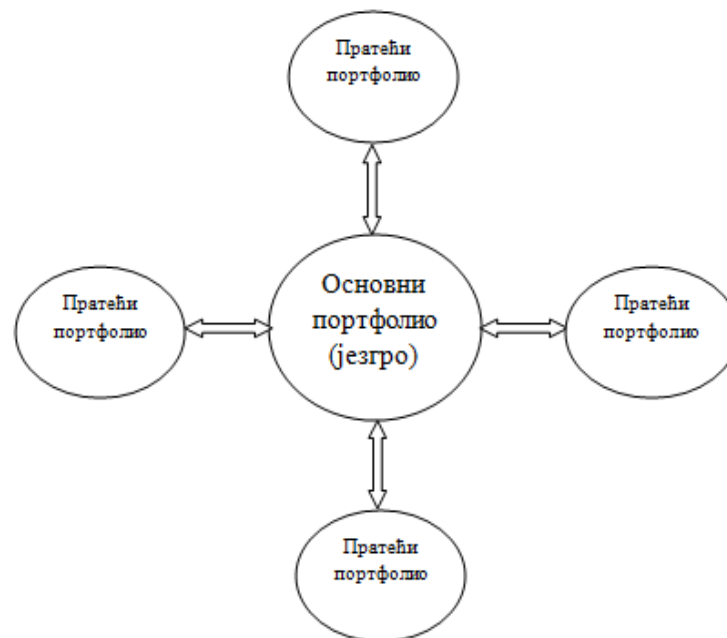 Пратећи
портфолио
Основни
портфолио
(језгро)
Пратећи
портфолио
Пратећи
портфолио
Пратећи
портфолио